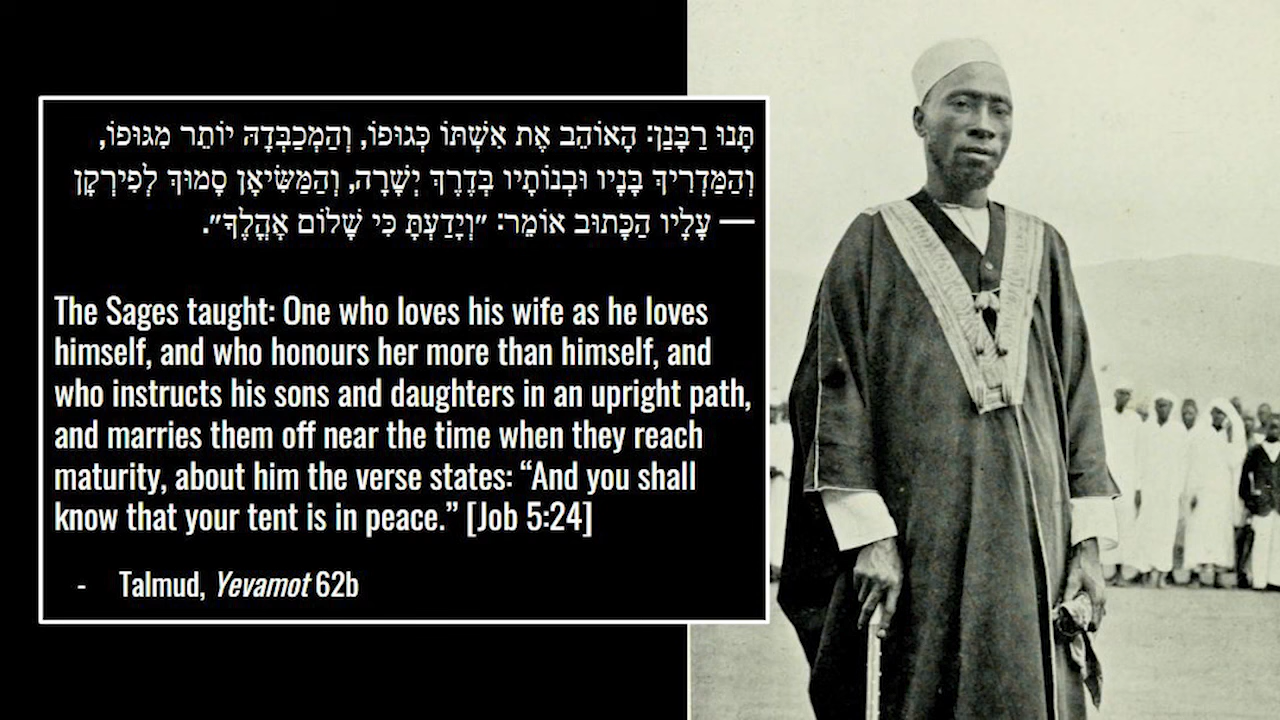 תָּנוּ רַבָּנַן: הָאוֹהֵב אֶת אִשְׁתּוֹ כְּגוּפוֹ, וְהַמְכַבְּדָהּ יוֹתֵר מִגּוּפוֹ,
וְהַמַּדְרִיךְ בָּנָיו וּבְנוֹתָיו בְּדֶרֶךְ יְשָׁרָה, וְהַמַּשִּׂיאָן סָמוּךְ לְפִירְקָן
— עָלָיו הַכָּתוּב אוֹמֵר: ״וְיָדַעְתָּ כִּי שָׁלוֹם אׇהֳלֶךָ״.
The Sages taught: One who loves his wife as he loves
himself, and who honours her more than himself, and
who instructs his sons and daughters in an upright path,
and marries them off near the time when they reach
maturity, about him the verse states: “And you shall
know that your tent is in peace.” [Job 5:24]
- Talmud, Yevamot 62b